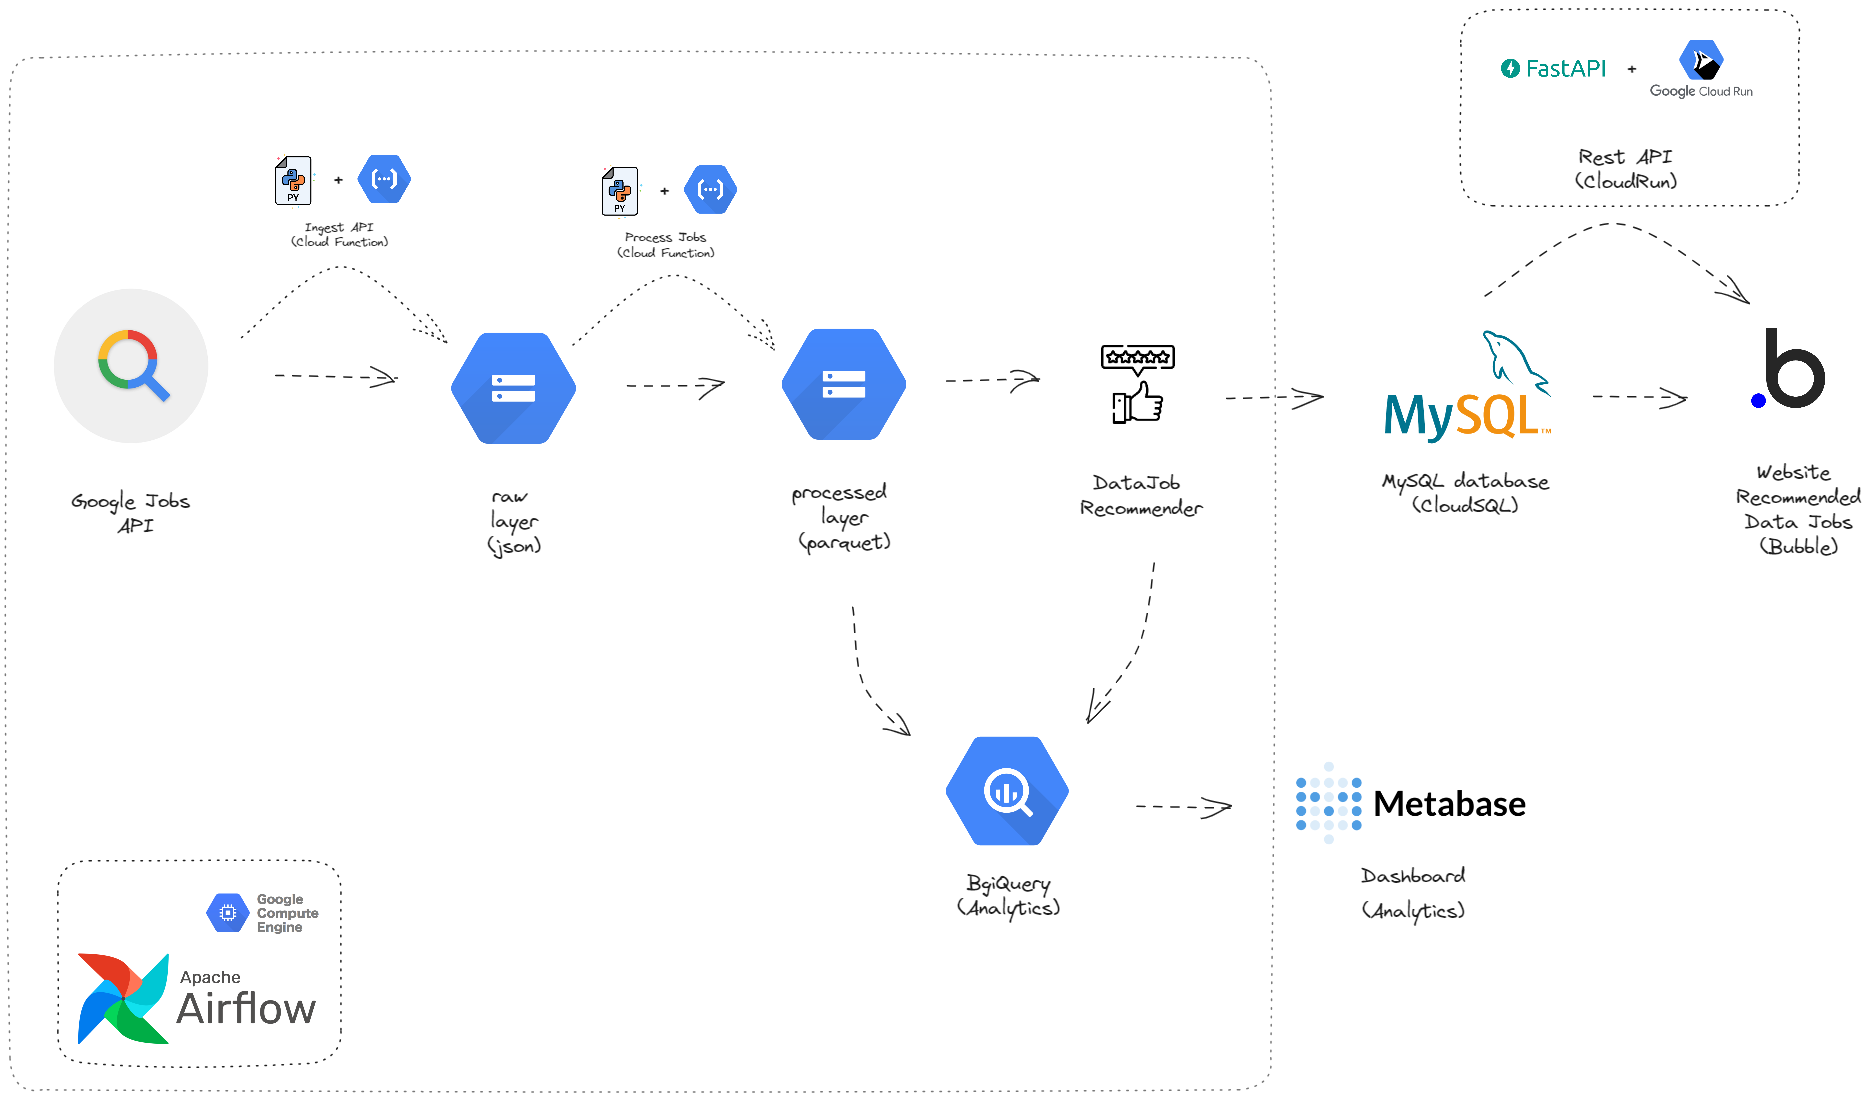 FastAPI
+
Google Cloud Run
Rest API
(CloudRun)
PY
+
Ingest API
(Cloud Function)
PY
+
Process Jobs
(Cloud Function)
Google Jobs
API
raw
layer
(json)
processed
layer
(parquet)
DataJob
Recommender
MySQL™
MySQL database
(CloudSQL)
b
Website
Recommended
Data Jobs
(Bubble)
BgiQuery
(Analytics)
Metabase
Dashboard
(Analytics)
Google
Compute
Engine
Apache
Airflow